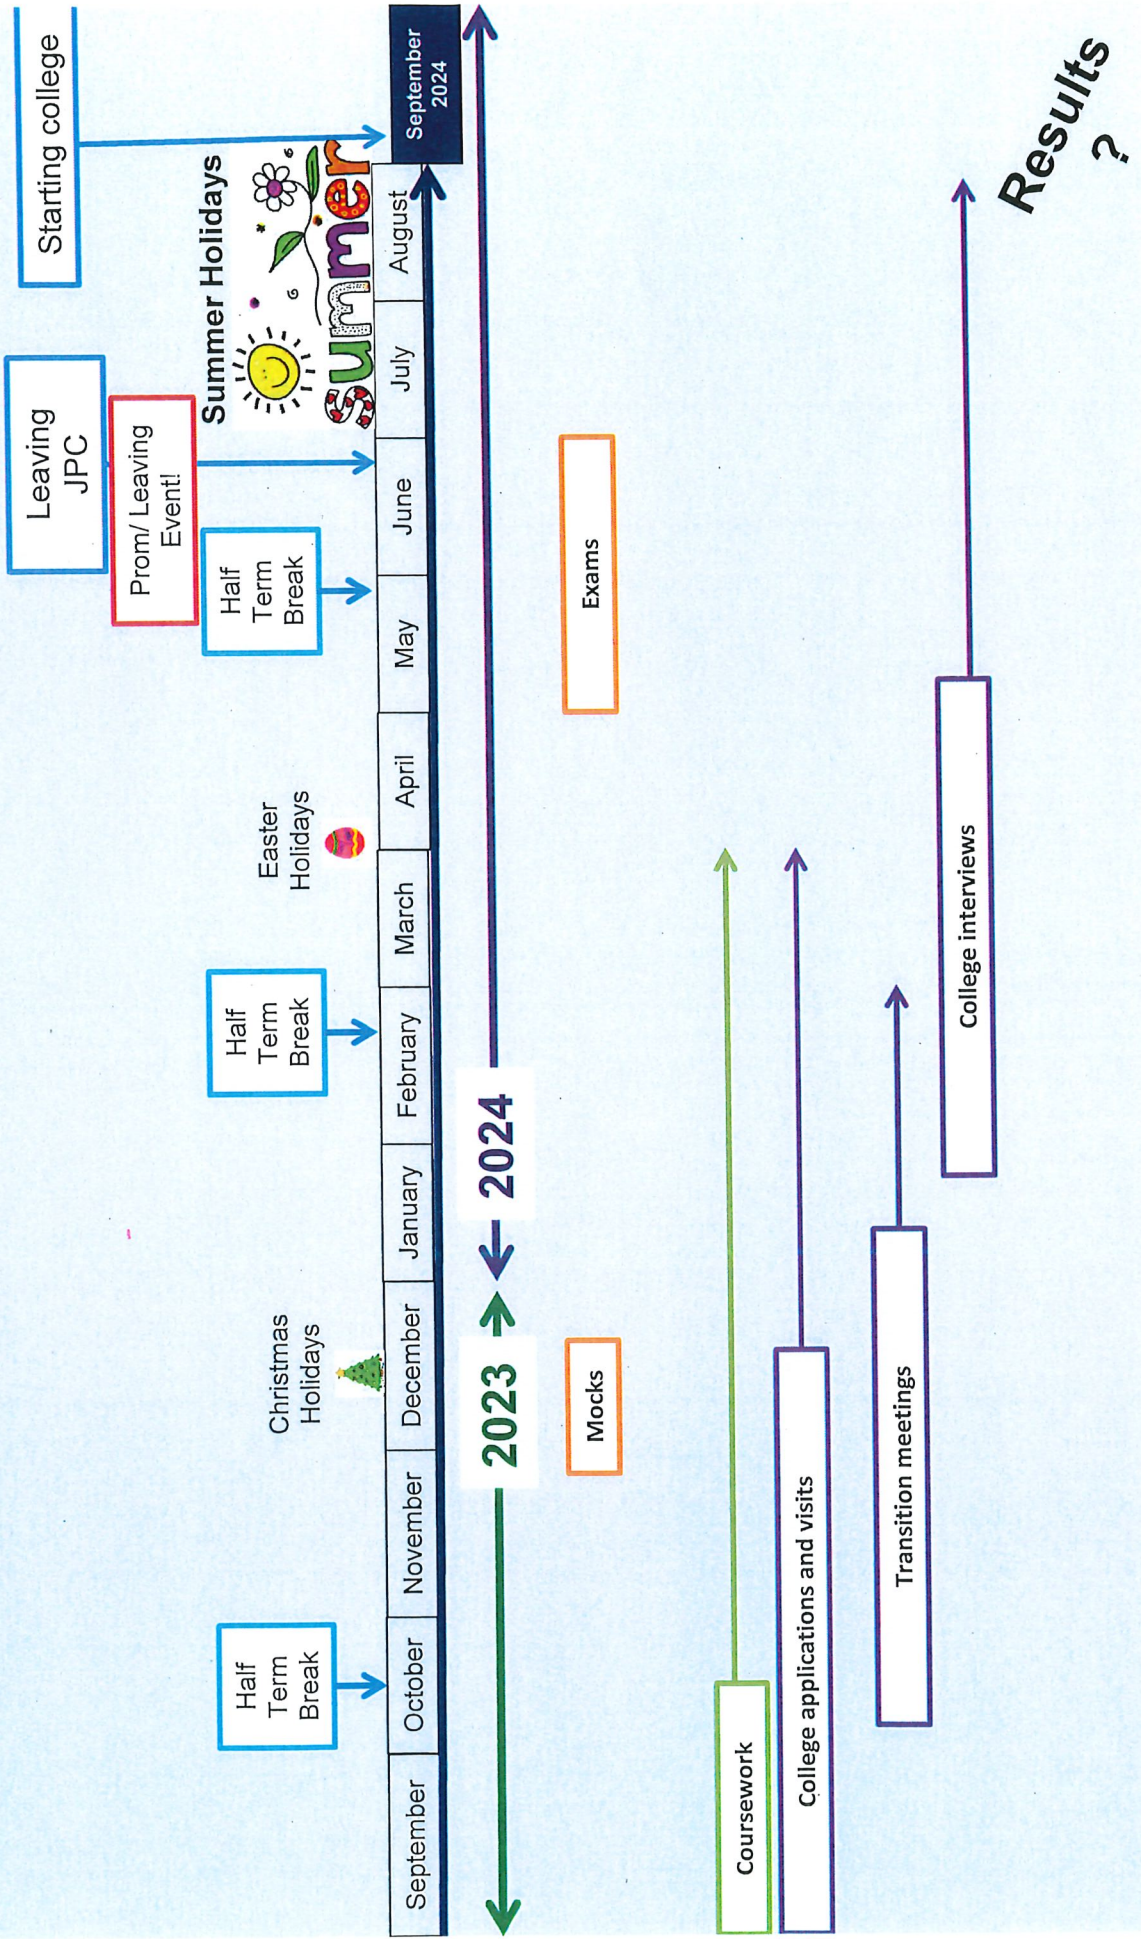 Starting college
Leaving
JPC
Prom/ Leaving
Event!
Half
Term
Break
Christmas
Holidays
Half
Term
Break
Easter
Holidays
Half
Term
Break
Summer Holidays
summer
September
October
November
December
January
February
March
April
May
June
July
August
September
2024
2023
2024
Mocks
Exams
Coursework
College applications and visits
Transition meetings
College interviews
Results
?